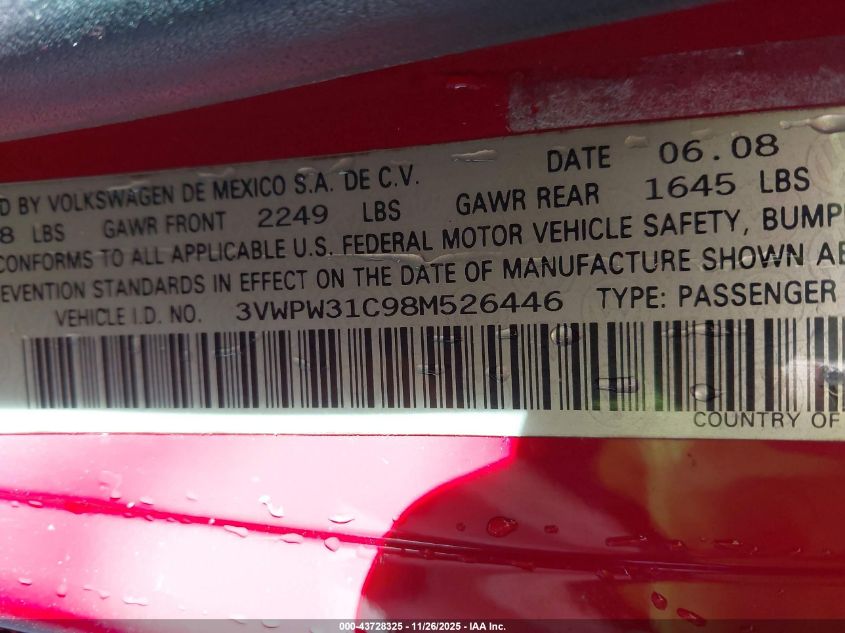 D BY VOLKSWAGEN DE MEXICO S.A. DE C.V. DATE 06.08
8 LBS GAWR FRONT 2249 LBS GAWR REAR 1645 LBS
CONFORMS TO ALL APPLICABLE U.S. FEDERAL MOTOR VEHICLE SAFETY, BUMP
EVENTION STANDARDS IN EFFECT ON THE DATE OF MANUFACTURE SHOWN AB
VEHICLE I.D. NO. 3VWPW31C98M526446 TYPE: PASSENGER
COUNTRY OF
000-43728325 - 11/26/2025 - IAA Inc.